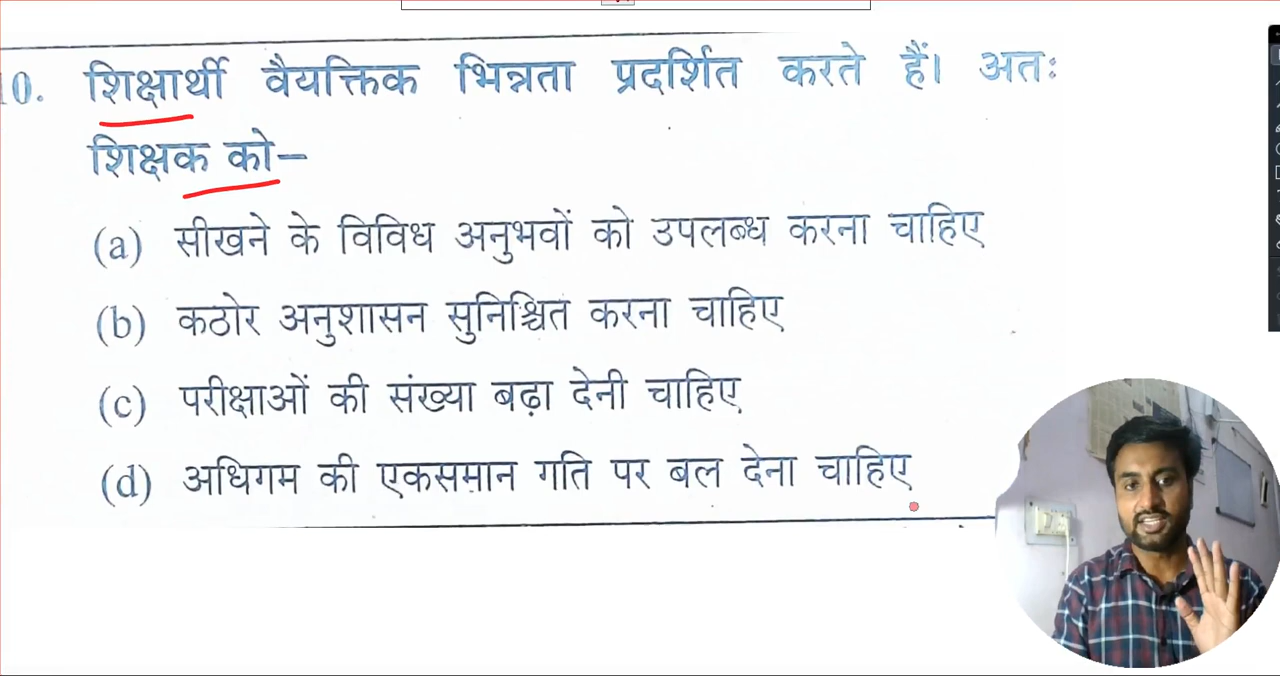 10. शिक्षार्थी वैयक्तिक भिन्नता प्रदर्शित करते हैं। अतः
शिक्षक को–
(a) सीखने के विविध अनुभवों को उपलब्ध करना चाहिए
(b) कठोर अनुशासन सुनिश्चित करना चाहिए
(c) परीक्षाओं की संख्या बढ़ा देनी चाहिए
(d) अधिगम की एकसमान गति पर बल देना चाहिए